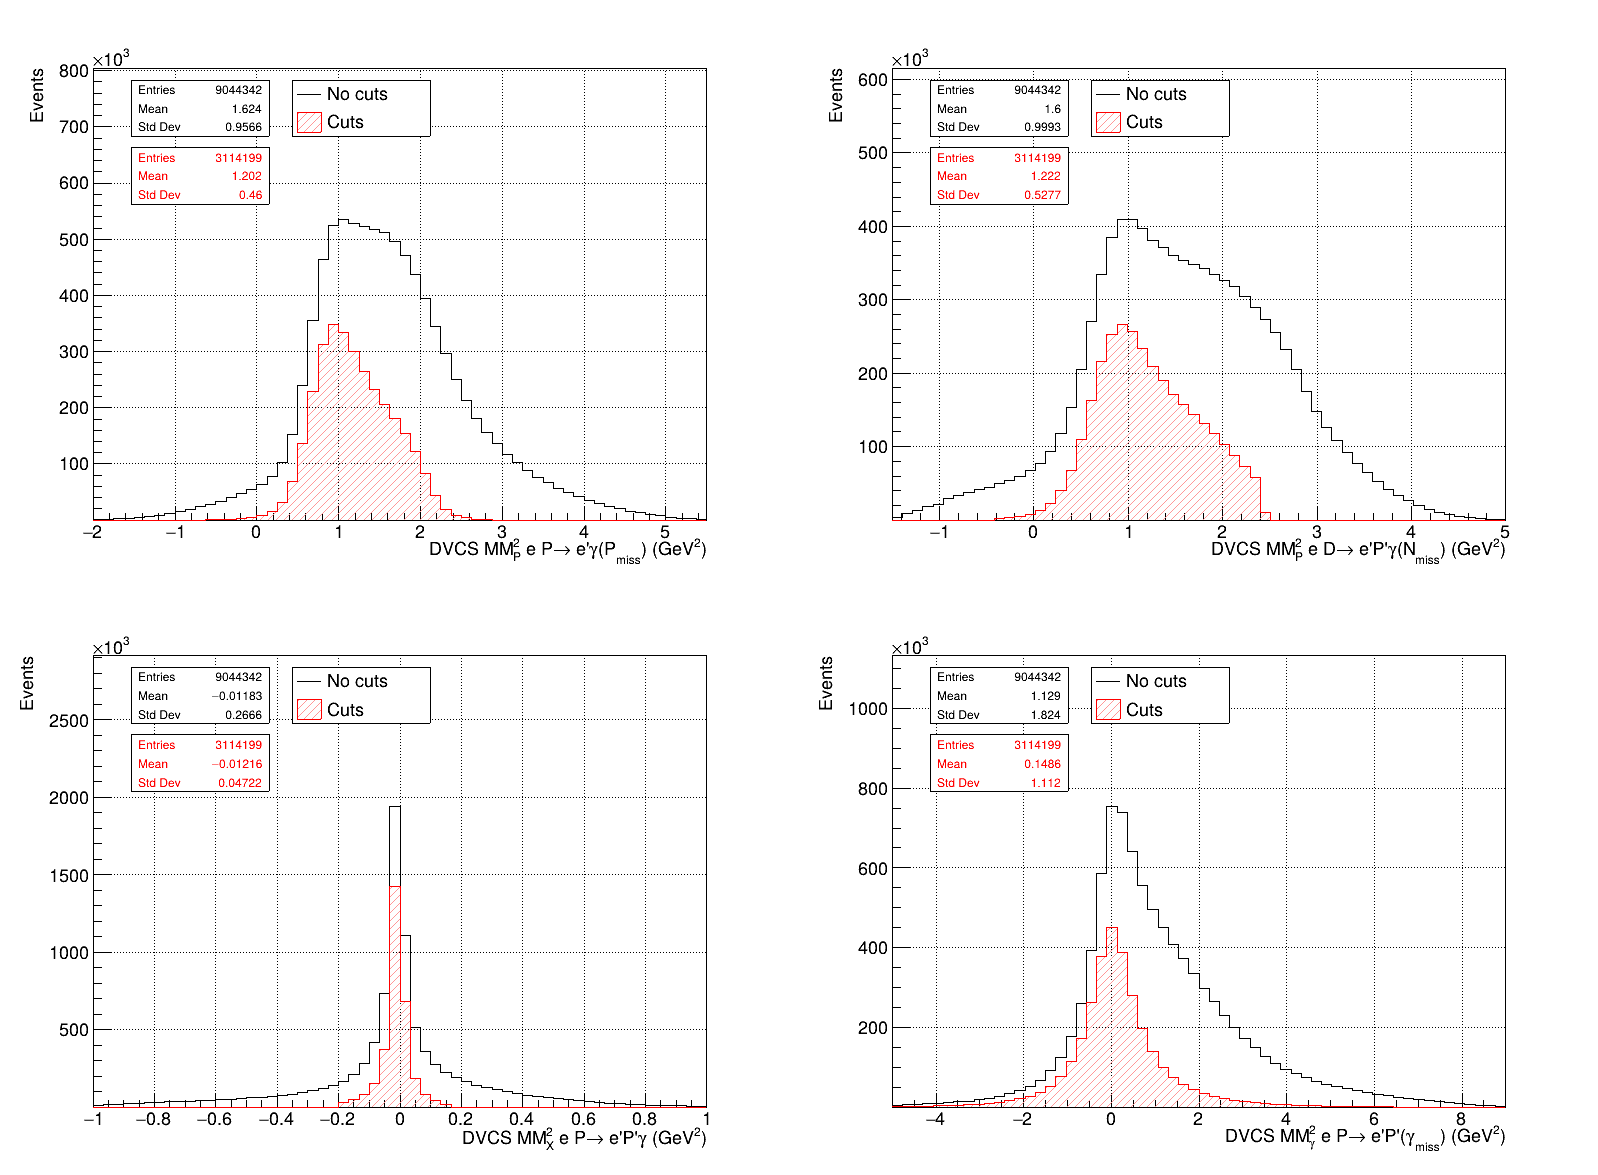 ×10³
Events
800
700
600
500
400
300
200
100
Entries 9044342
Mean 1.624
Std Dev 0.9566
Entries 3114199
Mean 1.202
Std Dev 0.46
No cuts
Cuts
−2 −1 0 1 2 3 4 5
DVCS MM²_P e P→ e'γ(P_miss) (GeV²)
×10³
Events
600
500
400
300
200
100
Entries 9044342
Mean 1.6
Std Dev 0.9993
Entries 3114199
Mean 1.222
Std Dev 0.5277
No cuts
Cuts
−1 0 1 2 3 4 5
DVCS MM²_P e D→ e'P'γ(N_miss) (GeV²)
×10³
Events
2500
2000
1500
1000
500
Entries 9044342
Mean −0.01183
Std Dev 0.2666
Entries 3114199
Mean −0.01216
Std Dev 0.04722
No cuts
Cuts
−1 −0.8 −0.6 −0.4 −0.2 0 0.2 0.4 0.6 0.8 1
DVCS MM²_X e P→ e'P'γ (GeV²)
×10³
Events
1000
800
600
400
200
Entries 9044342
Mean 1.129
Std Dev 1.824
Entries 3114199
Mean 0.1486
Std Dev 1.112
No cuts
Cuts
−4 −2 0 2 4 6 8
DVCS MM²_γ e P→ e'P'(γ_miss) (GeV²)